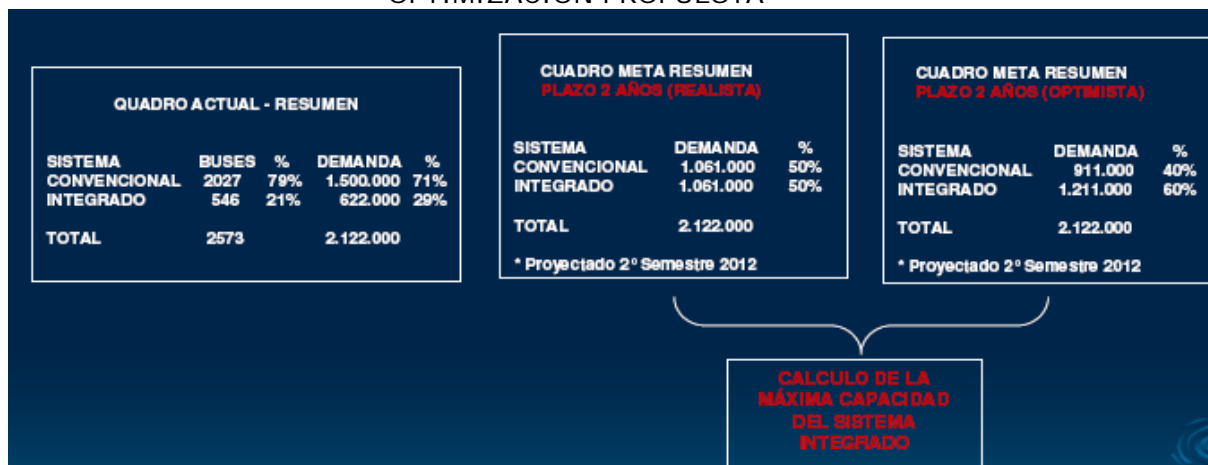 OPTIMIZACIÓN PROPUESTA
QUADRO ACTUAL - RESUMEN
SISTEMA BUSES % DEMANDA %
CONVENCIONAL 2027 79% 1.500.000 71%
INTEGRADO 546 21% 622.000 29%
TOTAL 2573 2.122.000
CUADRO META RESUMEN
PLAZO 2 AÑOS (REALISTA)
SISTEMA DEMANDA %
CONVENCIONAL 1.061.000 50%
INTEGRADO 1.061.000 50%
TOTAL 2.122.000
* Proyectado 2º Semestre 2012
CUADRO META RESUMEN
PLAZO 2 AÑOS (OPTIMISTA)
SISTEMA DEMANDA %
CONVENCIONAL 911.000 40%
INTEGRADO 1.211.000 60%
TOTAL 2.122.000
* Proyectado 2º Semestre 2012
CALCULO DE LA
MÁXIMA CAPACIDAD
DEL SISTEMA
INTEGRADO